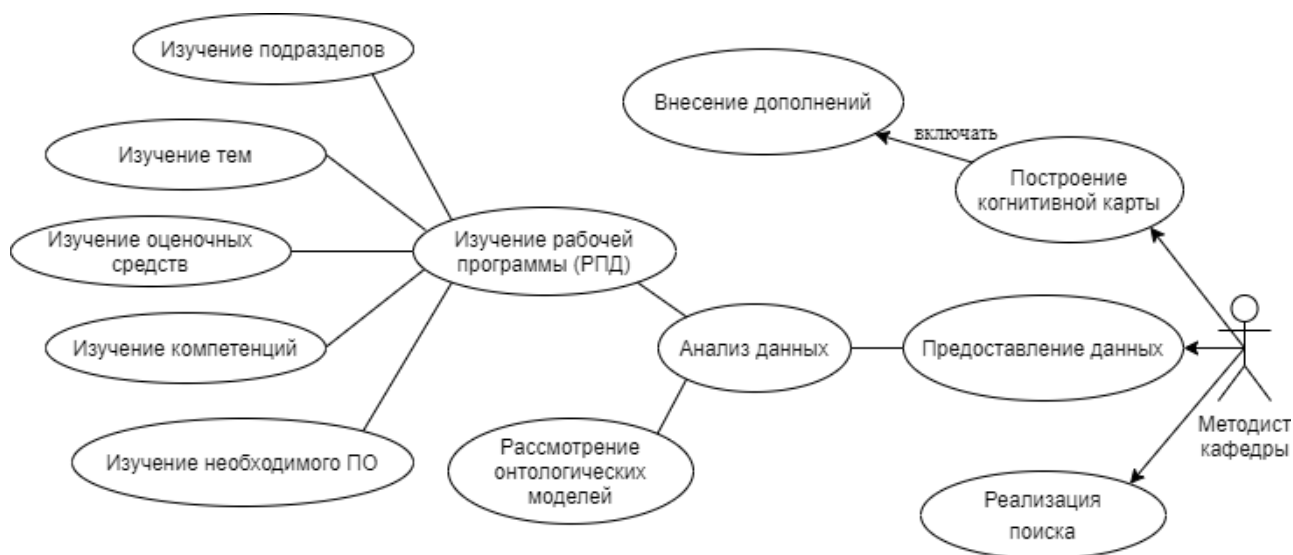 Изучение подразделов
Внесение дополнений
включать
Изучение тем
Построение
когнитивной карты
Изучение оценочных
средств
Изучение рабочей
программы (РПД)
Изучение компетенций
Анализ данных
Предоставление данных
Методист
кафедры
Изучение необходимого ПО
Рассмотрение
онтологических
моделей
Реализация
поиска